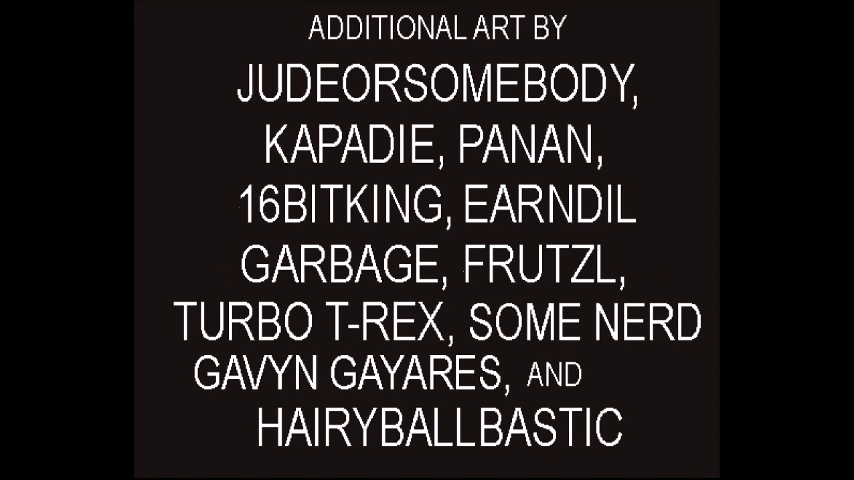 ADDITIONAL ART BY
JUDEORSOMEBODY,
KAPADIE, PANAN,
16BITKING, EARNDIL
GARBAGE, FRUTZL,
TURBO T-REX, SOME NERD
GAVYN GAYARES, AND
HAIRYBALLBASTIC